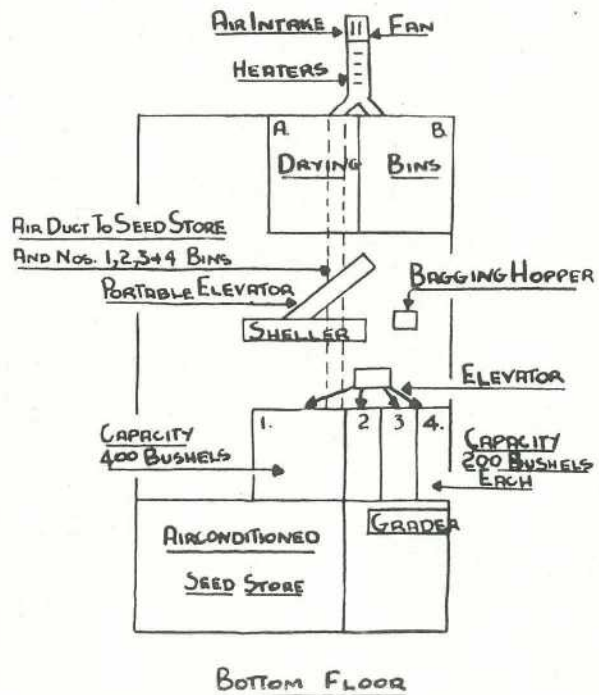 AIR INTAKE
FAN
HEATERS
A.
B.
DRYING
BINS
AIR DUCT TO SEED STORE
AND NOS. 1,2,3+4 BINS
PORTABLE ELEVATOR
BAGGING HOPPER
SHELLER
ELEVATOR
1.
2
3
4.
CAPACITY
400 BUSHELS
CAPACITY
200 BUSHELS
EACH
GRADER
AIRCONDITIONED
SEED STORE
BOTTOM FLOOR